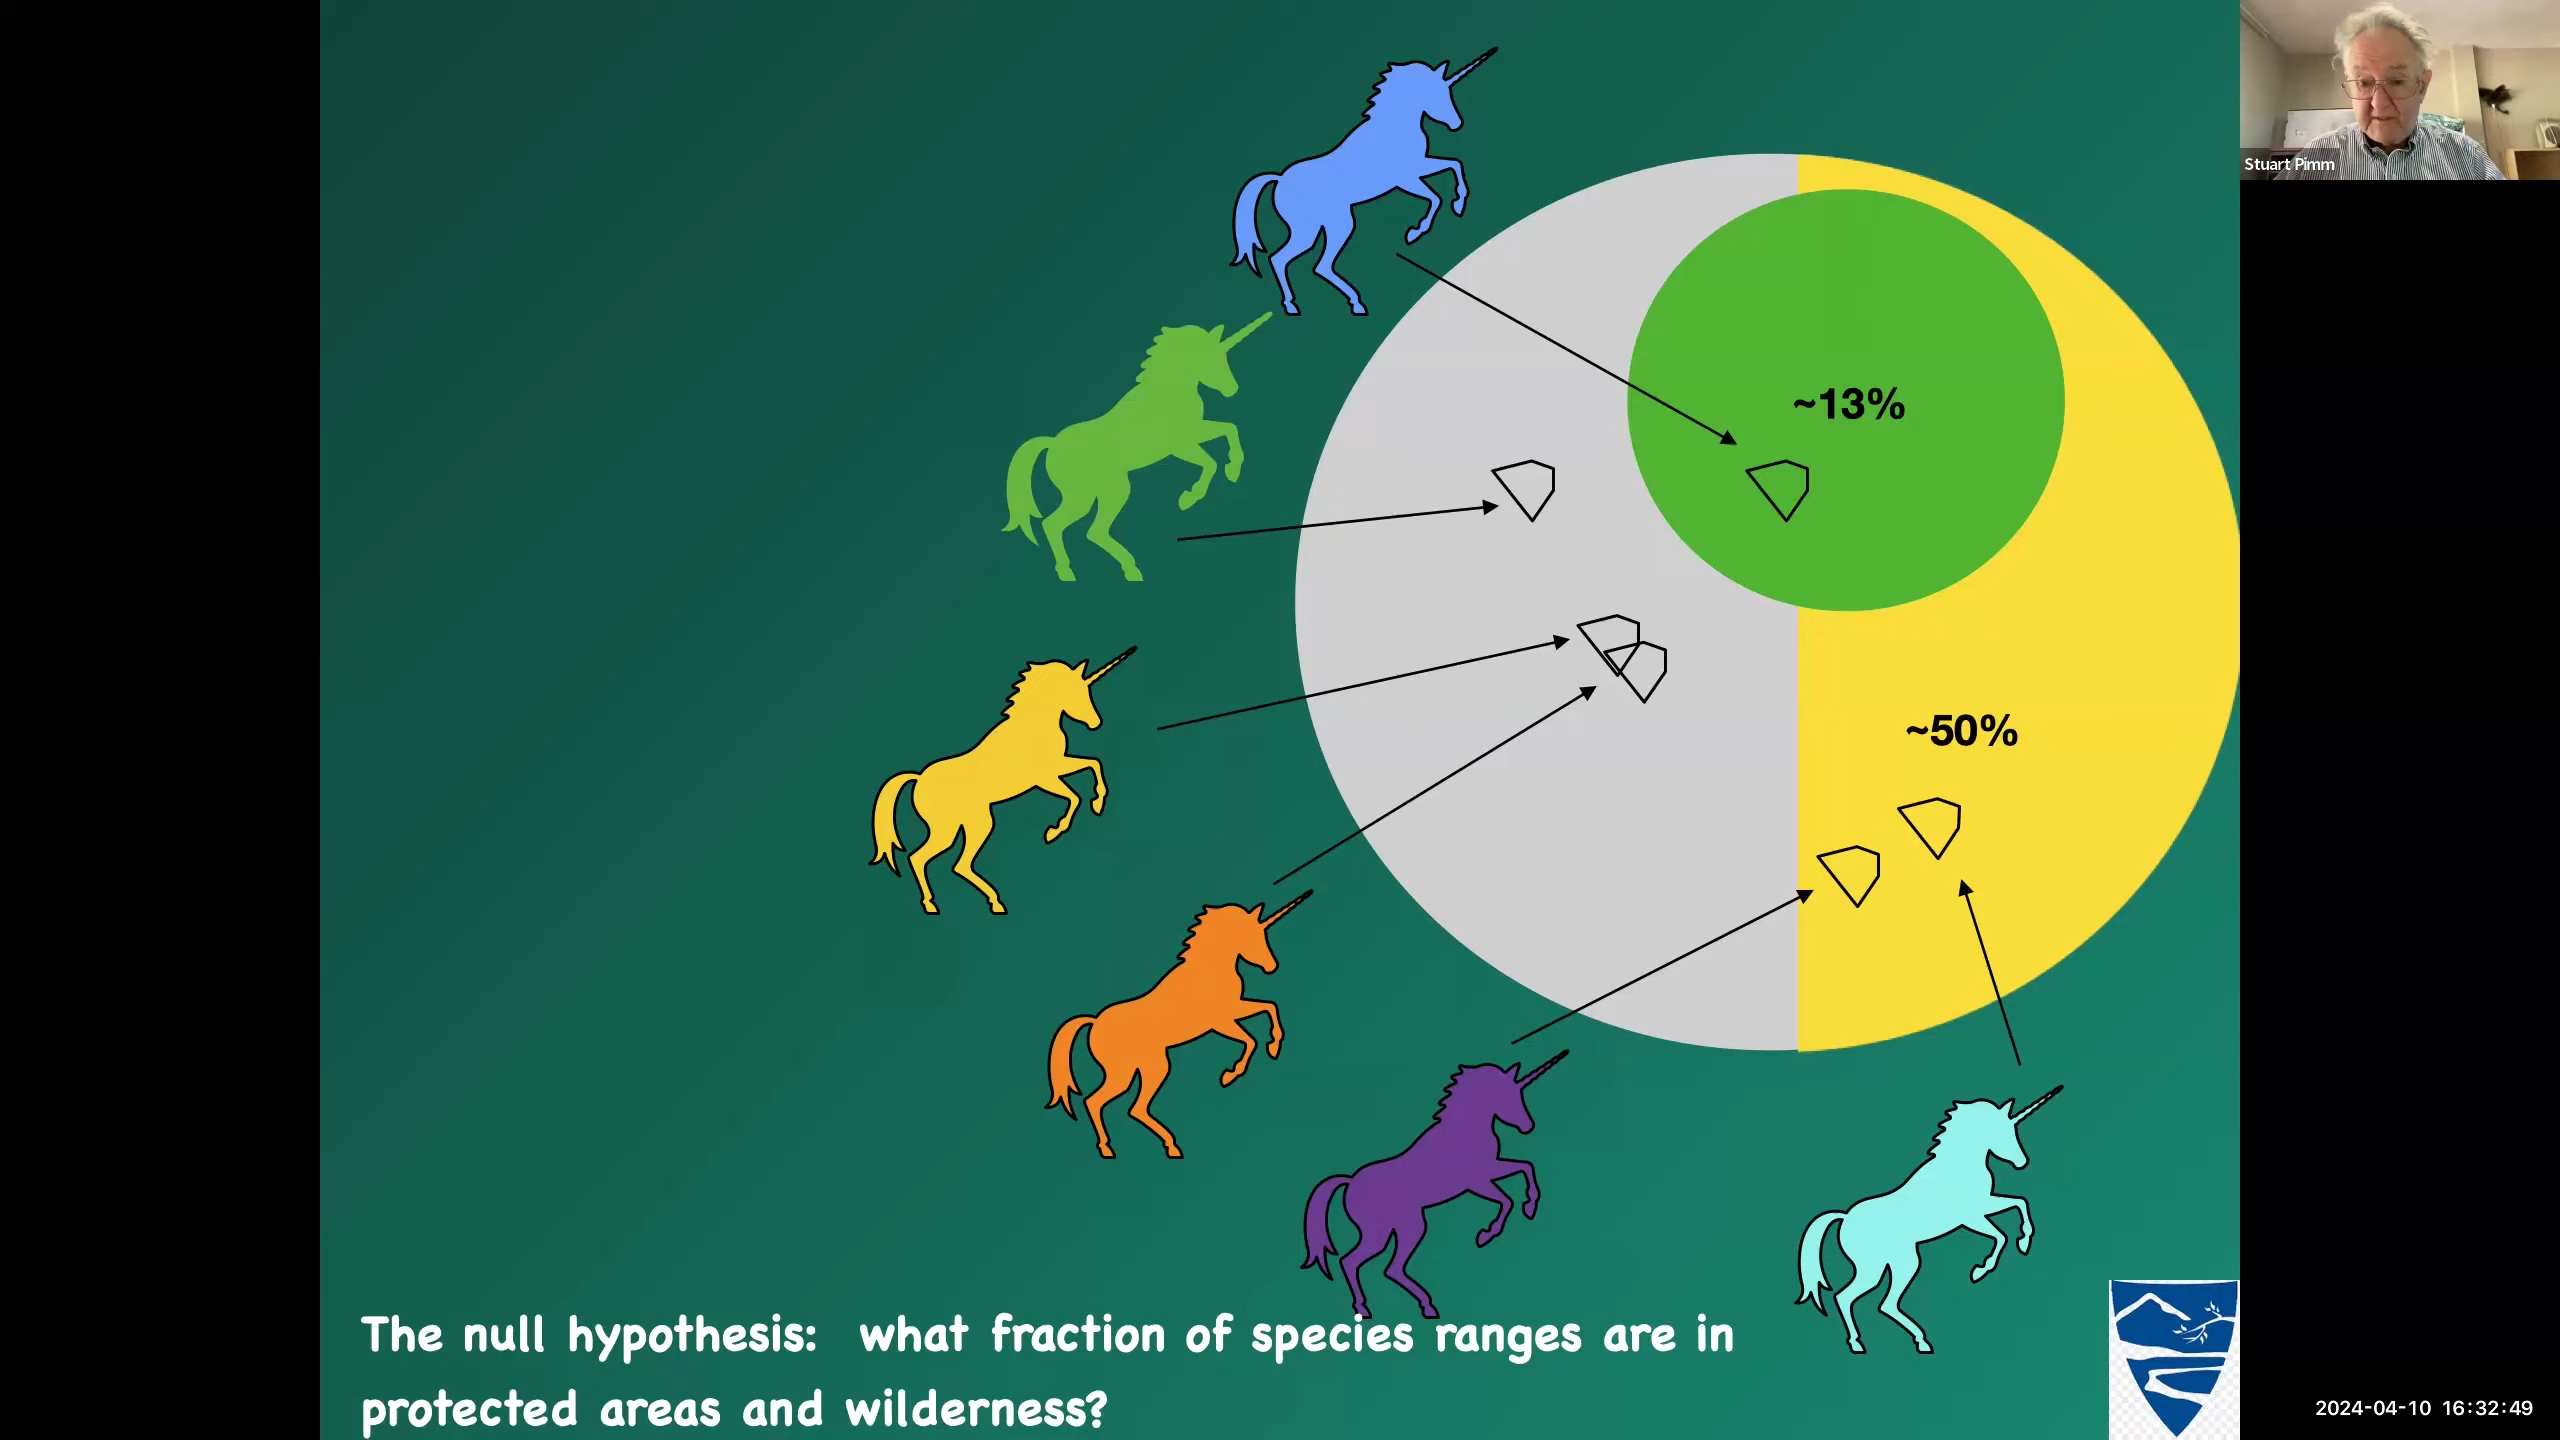 Stuart Pimm
~13%
~50%
The null hypothesis: what fraction of species ranges are in
protected areas and wilderness?
2024-04-10 16:32:49